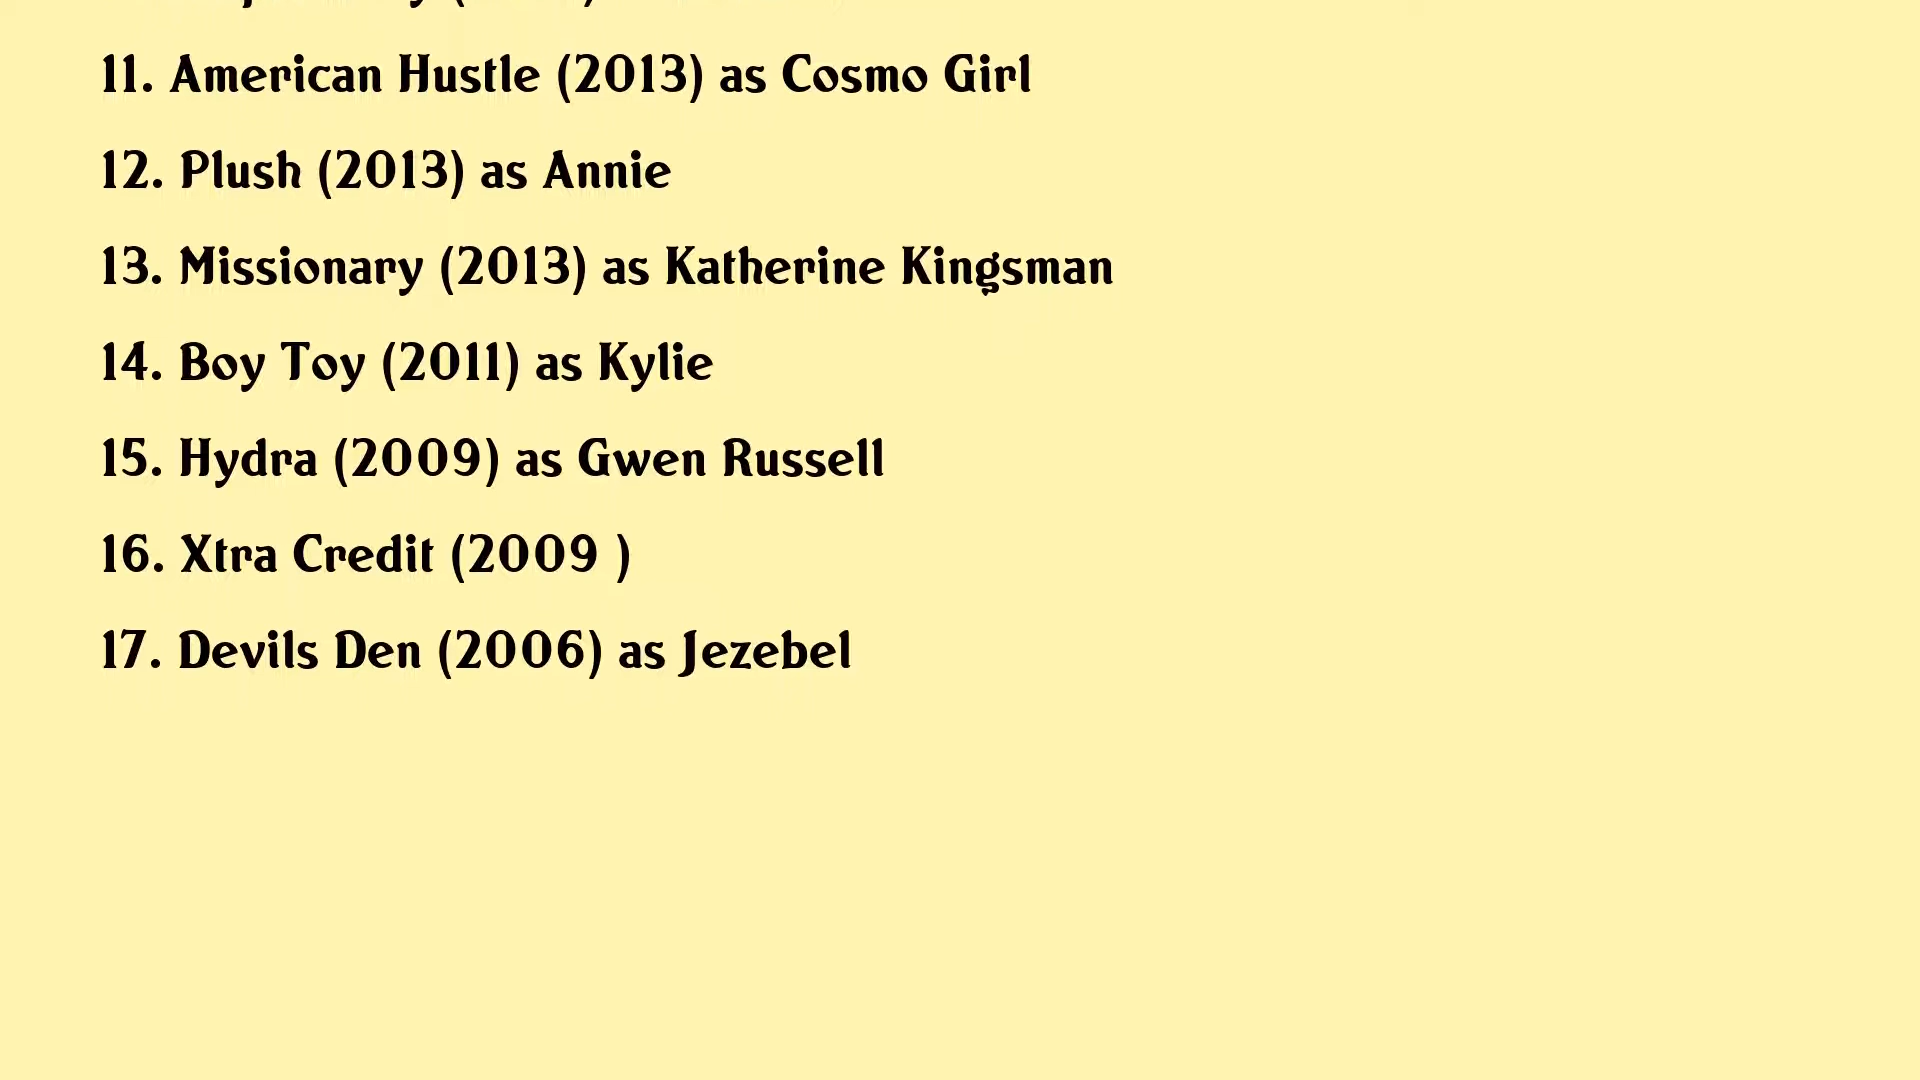 11. American Hustle (2013) as Cosmo Girl
12. Plush (2013) as Annie
13. Missionary (2013) as Katherine Kingsman
14. Boy Toy (2011) as Kylie
15. Hydra (2009) as Gwen Russell
16. Xtra Credit (2009 )
17. Devils Den (2006) as Jezebel